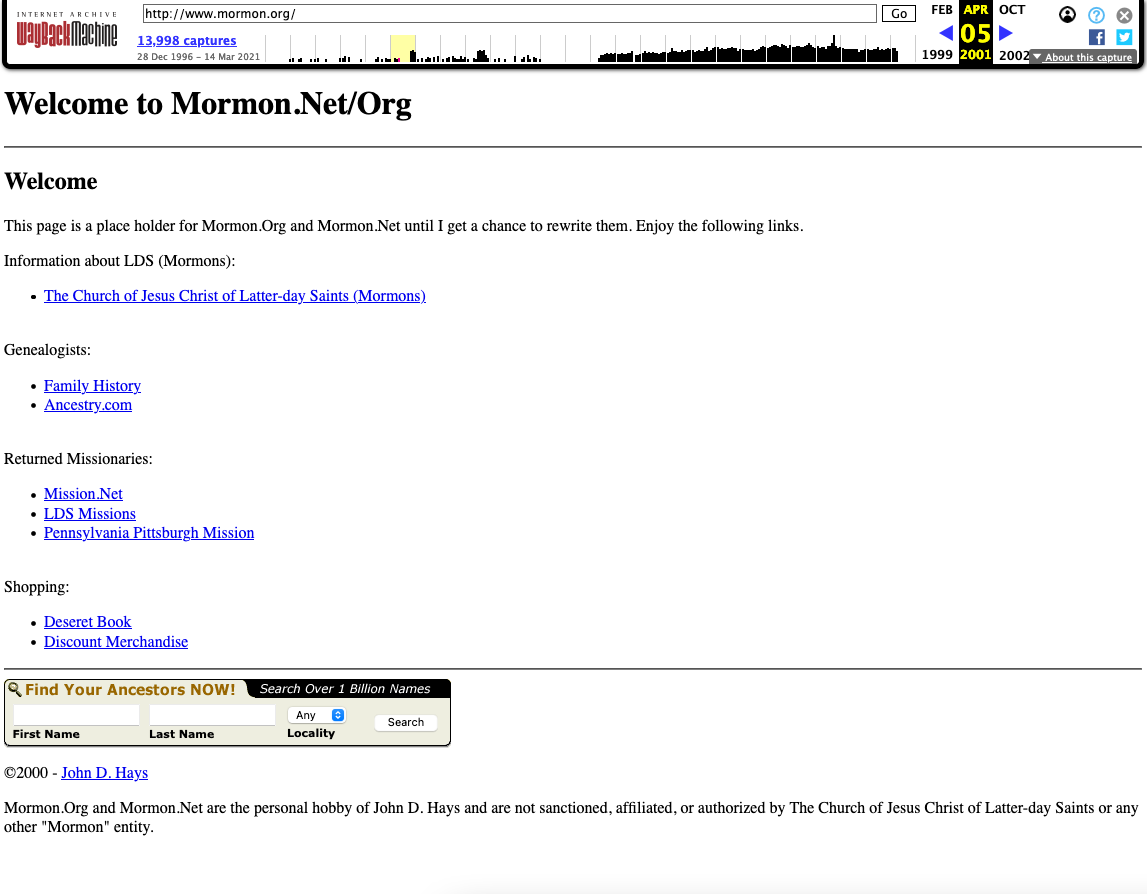 INTERNET ARCHIVE
WayBackMachine
http://www.mormon.org/
Go
13,998 captures
28 Dec 1996 – 14 Mar 2021
FEB
APR
OCT
05
1999
2001
2002
About this capture
Welcome to Mormon.Net/Org
Welcome
This page is a place holder for Mormon.Org and Mormon.Net until I get a chance to rewrite them. Enjoy the following links.
Information about LDS (Mormons):
• The Church of Jesus Christ of Latter-day Saints (Mormons)
Genealogists:
• Family History
• Ancestry.com
Returned Missionaries:
• Mission.Net
• LDS Missions
• Pennsylvania Pittsburgh Mission
Shopping:
• Deseret Book
• Discount Merchandise
Find Your Ancestors NOW! Search Over 1 Billion Names
Any
Search
First Name Last Name Locality
©2000 - John D. Hays
Mormon.Org and Mormon.Net are the personal hobby of John D. Hays and are not sanctioned, affiliated, or authorized by The Church of Jesus Christ of Latter-day Saints or any
other "Mormon" entity.